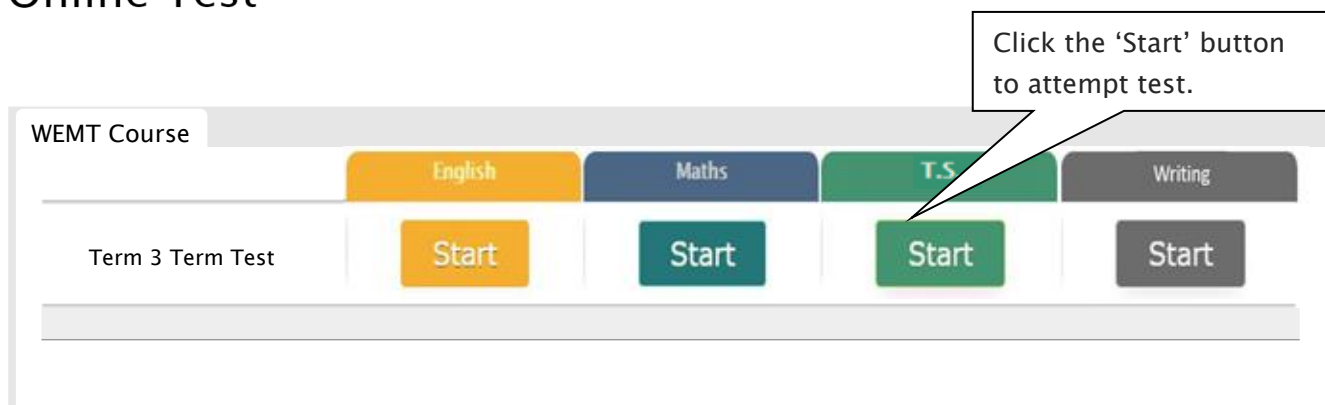 Online Test
Click the ‘Start’ button
to attempt test.
WEMT Course
English Maths T.S. Writing
Term 3 Term Test Start Start Start Start